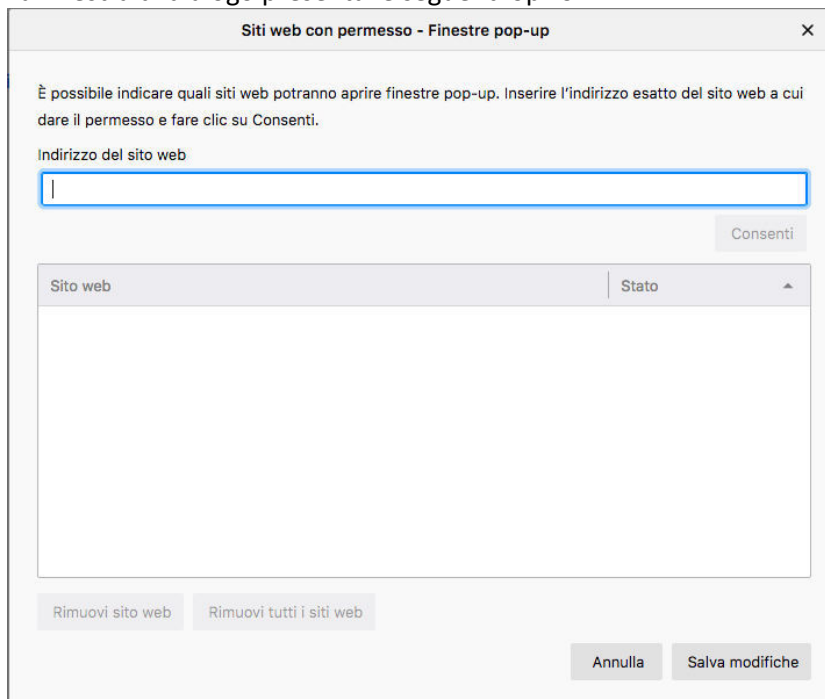 Siti web con permesso - Finestre pop-up
È possibile indicare quali siti web potranno aprire finestre pop-up. Inserire l'indirizzo esatto del sito web a cui
dare il permesso e fare clic su Consenti.
Indirizzo del sito web
Consenti
Sito web Stato
Rimuovi sito web Rimuovi tutti i siti web
Annulla Salva modifiche